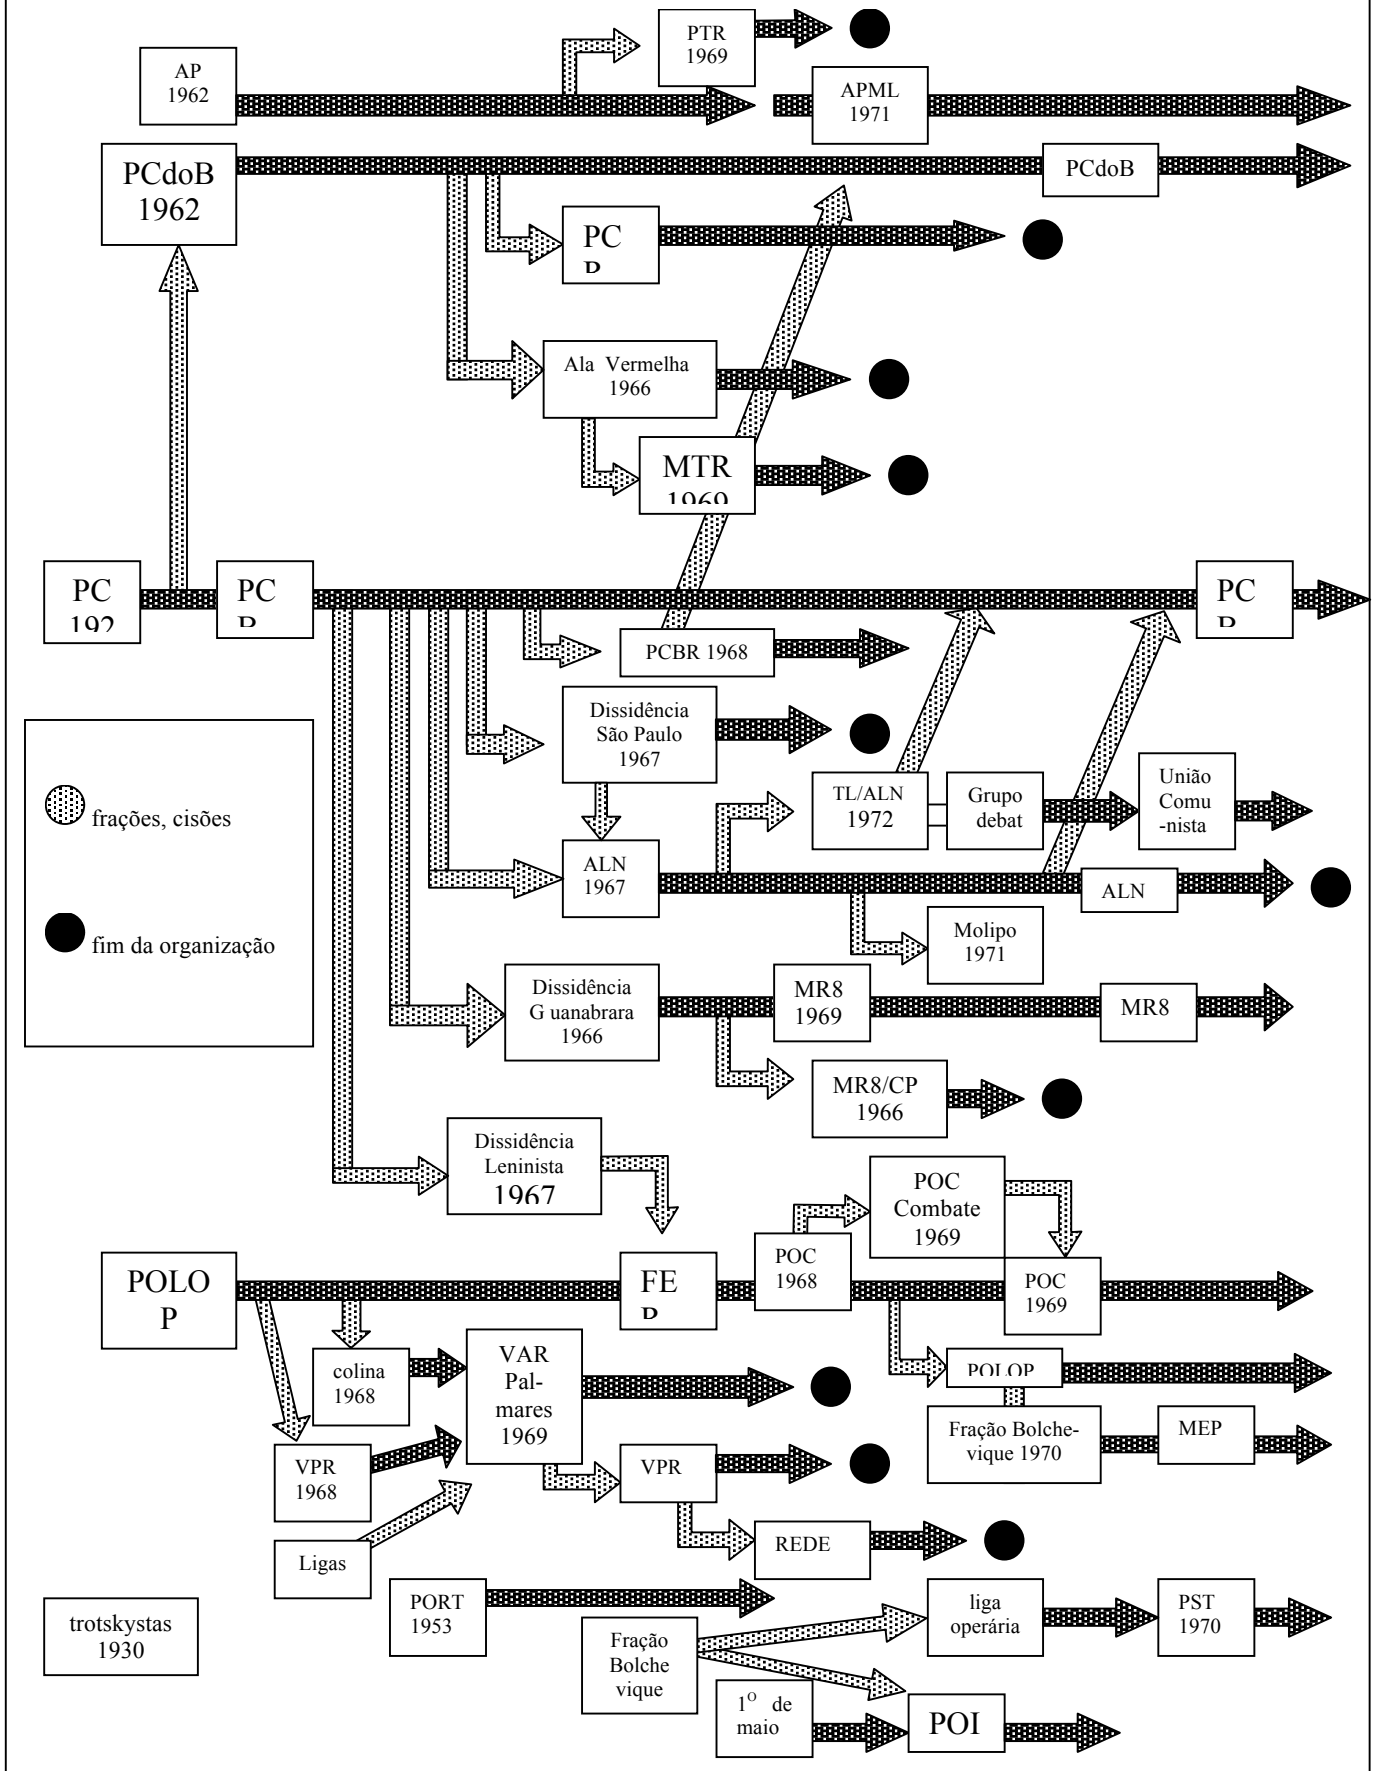 PTR
1969
AP
1962
APML
1971
PCdoB
1962
PCdoB
PC
Ala Vermelha
1966
MTR
1969
PC
192
PC
PC
PCBR 1968
Dissidência
São Paulo
1967
frações, cisões
fim da organização
TL/ALN
1972
Grupo
debat
União
Comu
-nista
ALN
1967
ALN
Molipo
1971
Dissidência
G uanabrara
1966
MR8
1969
MR8
MR8/CP
1966
Dissidência
Leninista
1967
POC
Combate
1969
POLO
P
FE
POC
1968
POC
1969
colina
1968
VAR
Pal-
mares
1969
POLOP
Fração Bolche-
vique 1970
MEP
VPR
1968
VPR
Ligas
REDE
trotskystas
1930
PORT
1953
Fração
Bolche
vique
liga
operária
PST
1970
1º de
maio
POI